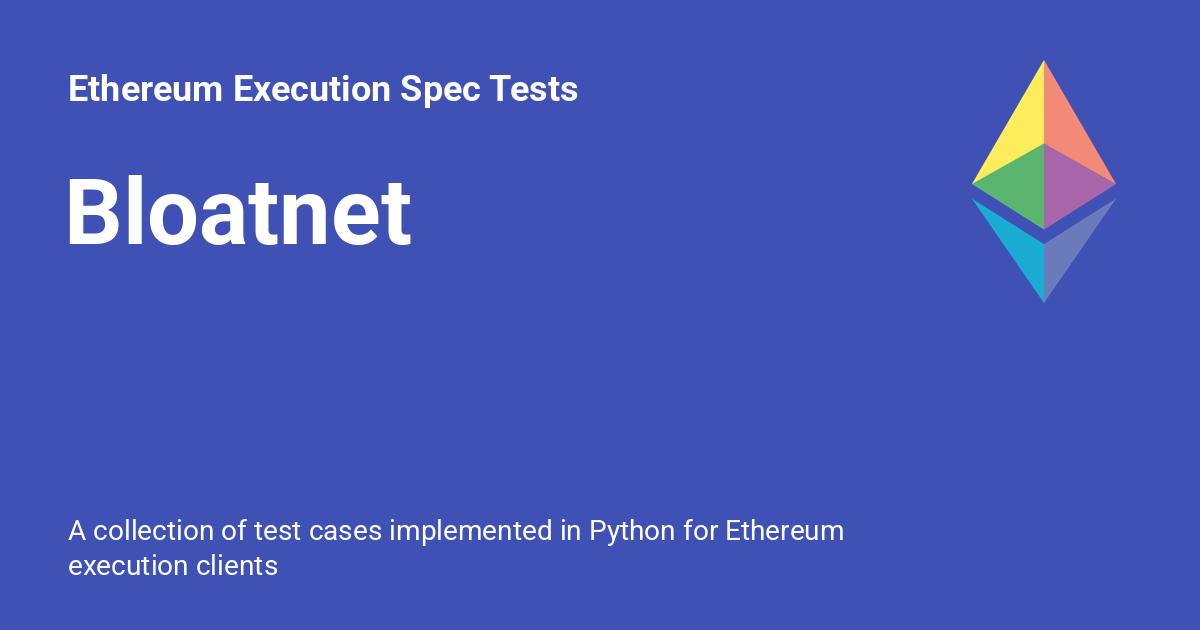 Ethereum Execution Spec Tests
Bloatnet
A collection of test cases implemented in Python for Ethereum
execution clients